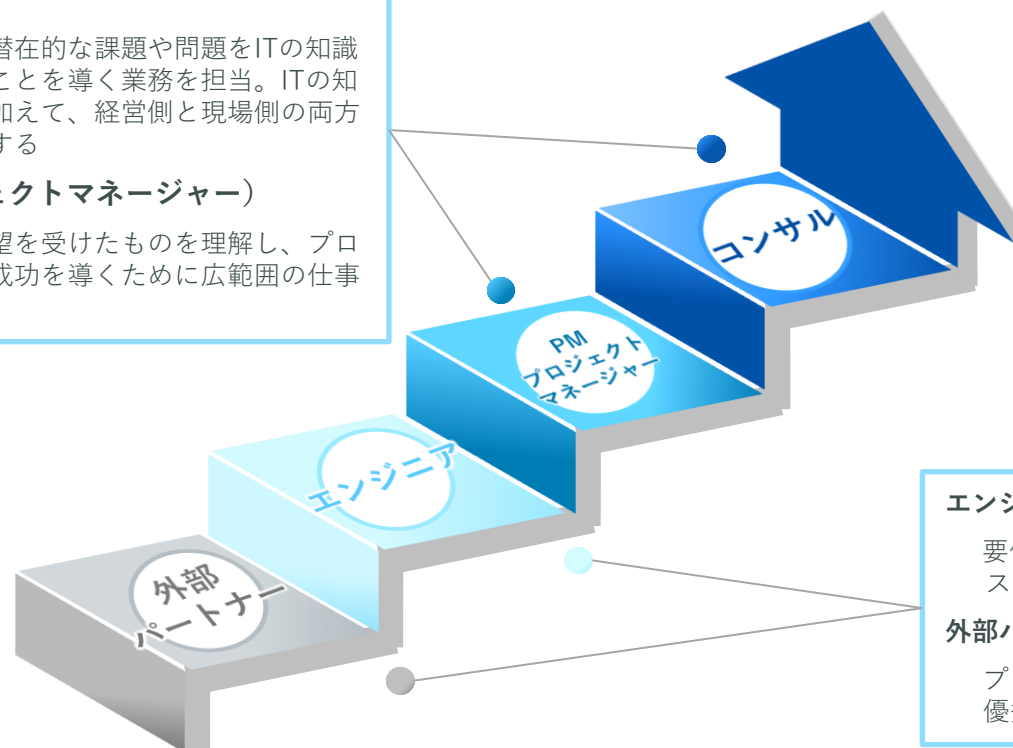 潜在的な課題や問題をITの知識
ことを導く業務を担当。ITの知
加えて、経営側と現場側の両方
する
ェクトマネージャー）
望を受けたものを理解し、プロ
成功を導くために広範囲の仕事
コンサル
PM
プロジェクト
マネージャー
エンジニア
外部
パートナー
エンジ
要
ス
外部
プ
優